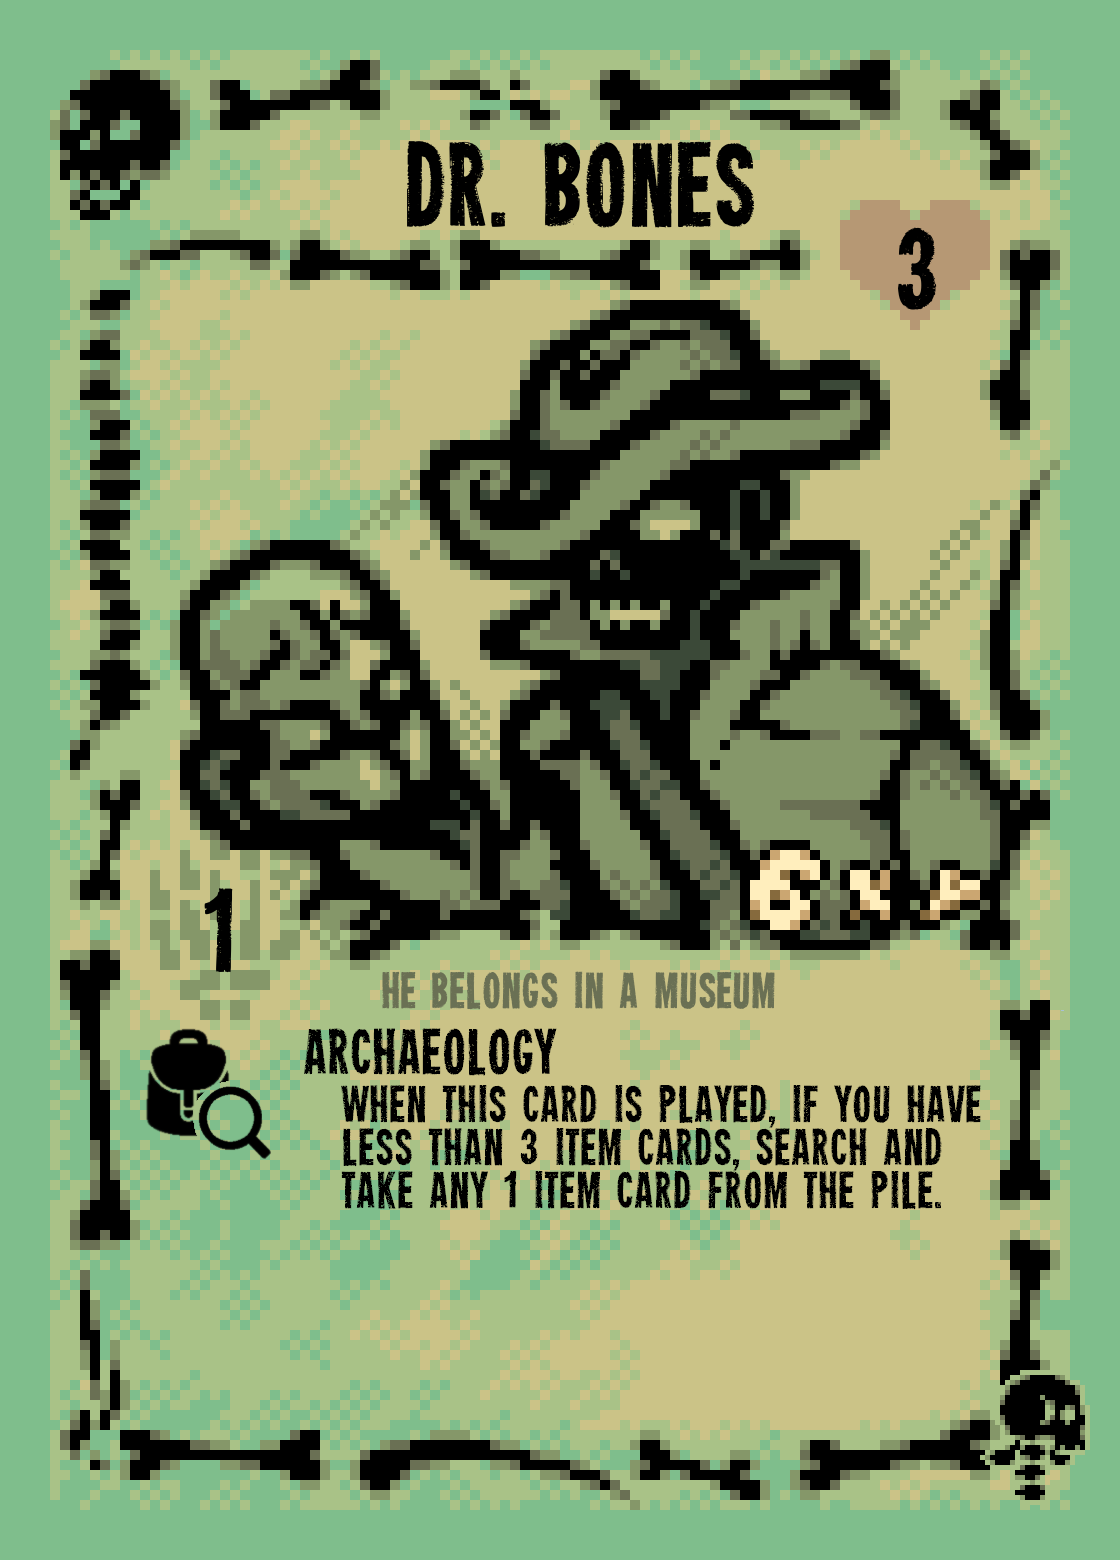 DR. BONES
3
1
HE BELONGS IN A MUSEUM
ARCHAEOLOGY
WHEN THIS CARD IS PLAYED, IF YOU HAVE
LESS THAN 3 ITEM CARDS, SEARCH AND
TAKE ANY 1 ITEM CARD FROM THE PILE.